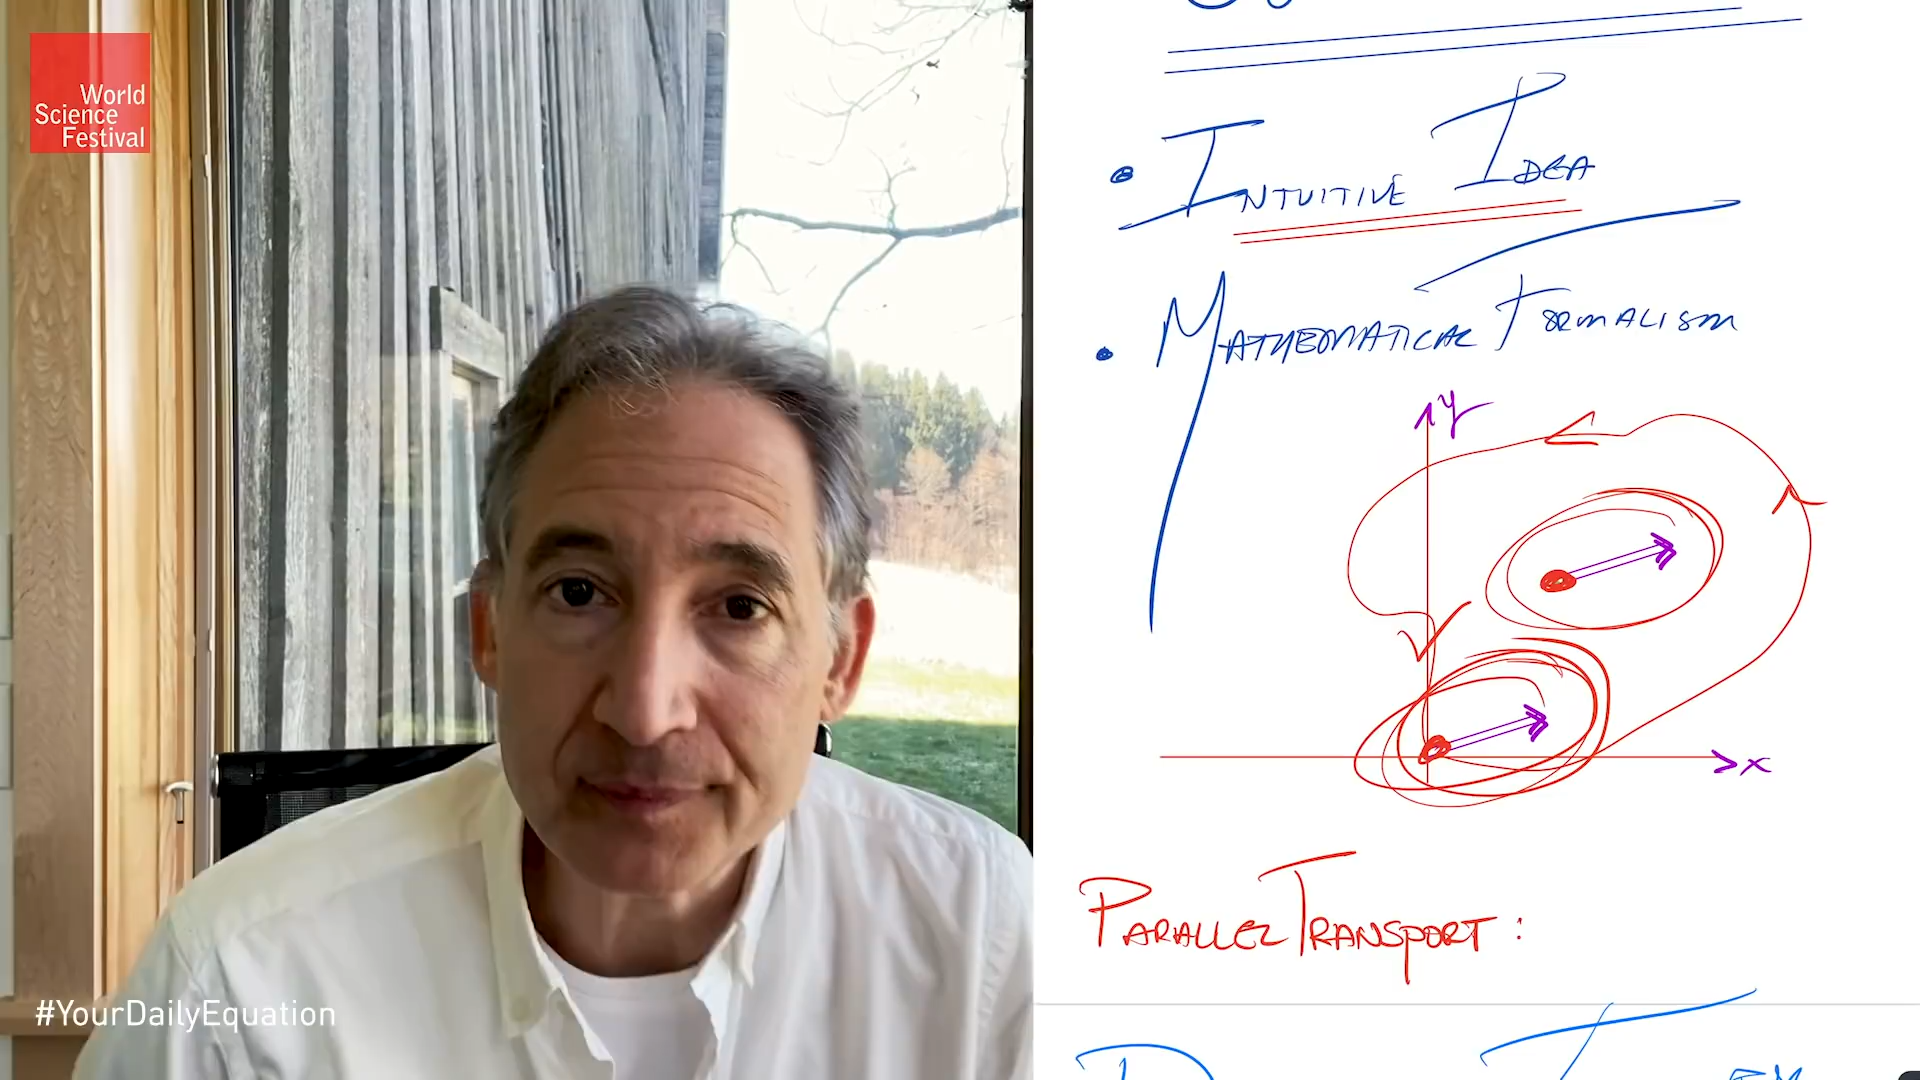 World
Science
Festival
INTUITIVE IDEA
MATHEMATICAL FORMALISM
y
x
PARALLEL TRANSPORT:
#YourDailyEquation